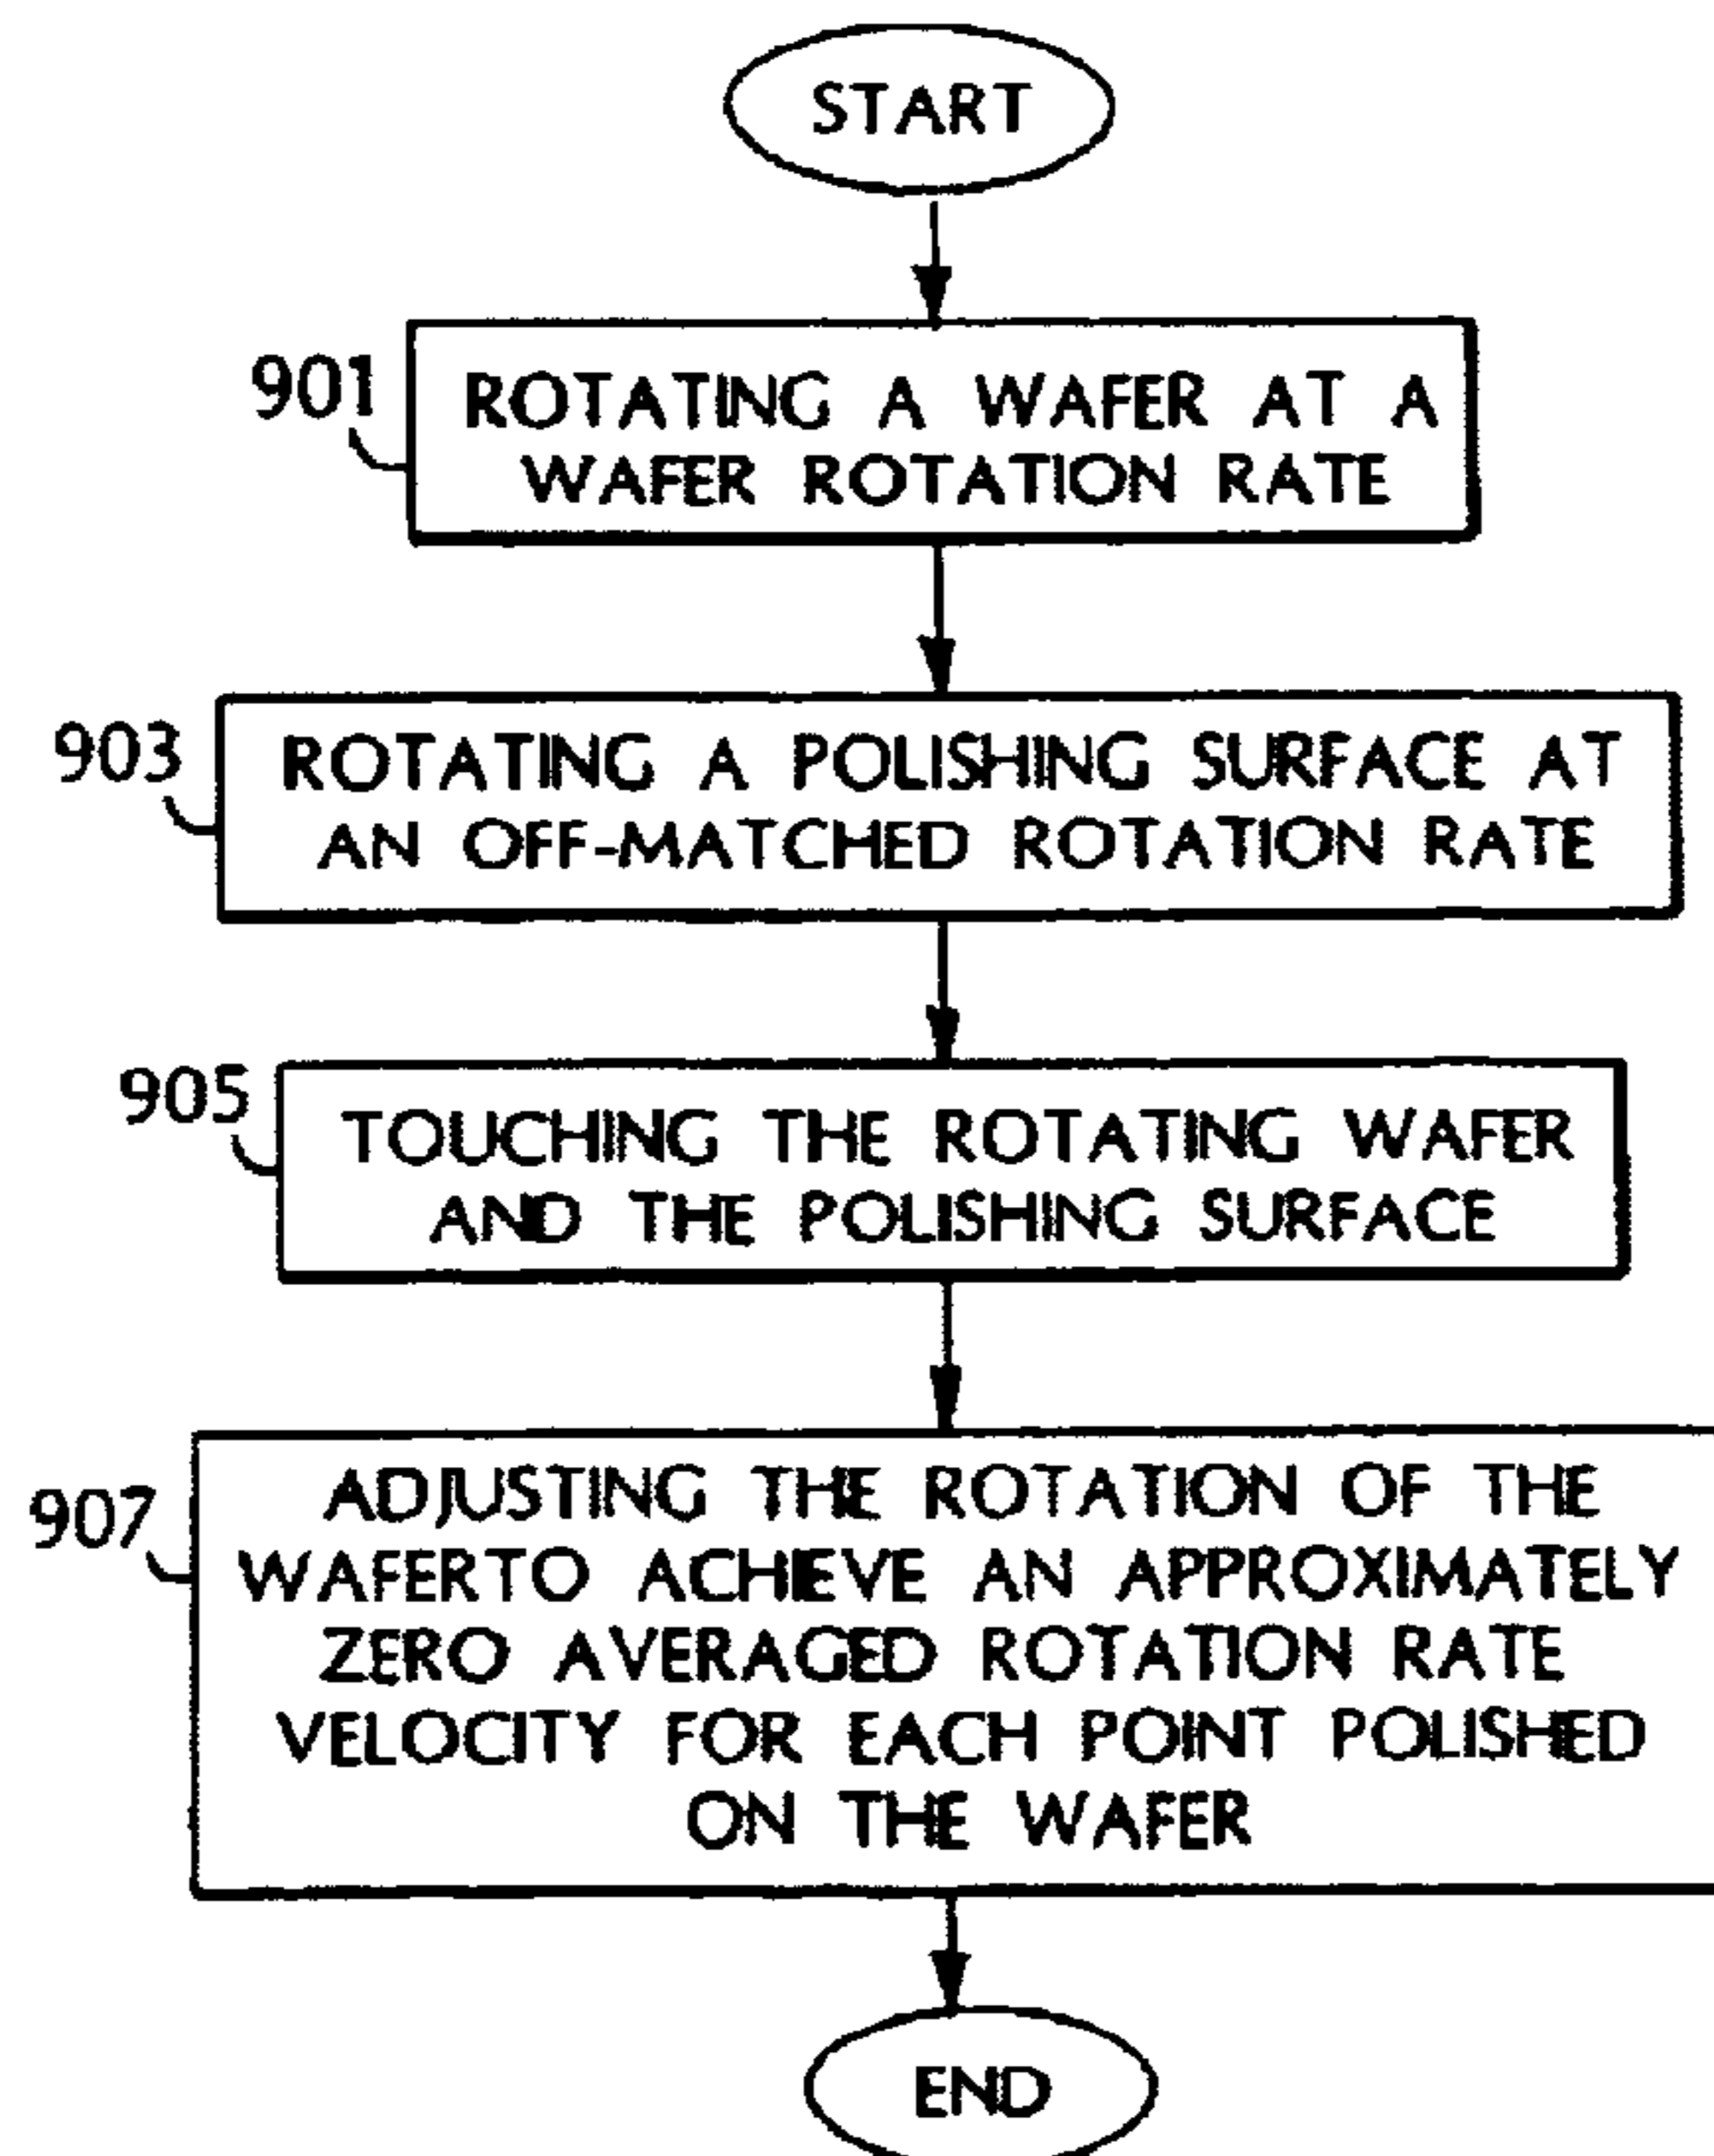 START
901
ROTATING A WAFER AT A
WAFER ROTATION RATE
903
ROTATING A POLISHING SURFACE AT
AN OFF-MATCHED ROTATION RATE
905
TOUCHING THE ROTATING WAFER
AND THE POLISHING SURFACE
907
ADJUSTING THE ROTATION OF THE
WAFERTO ACHIEVE AN APPROXIMATELY
ZERO AVERAGED ROTATION RATE
VELOCITY FOR EACH POINT POLISHED
ON THE WAFER
END